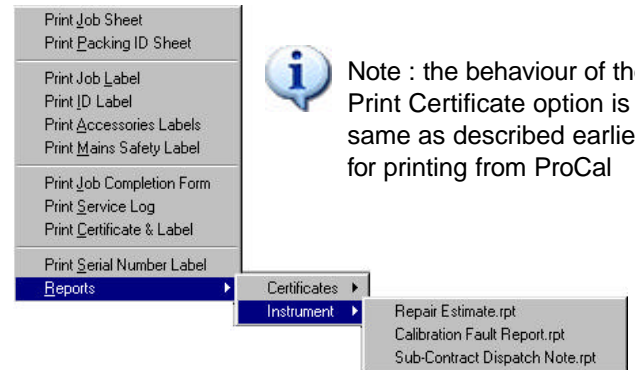 Print Job Sheet
Print Packing ID Sheet
Print Job Label
Print ID Label
Print Accessories Labels
Print Mains Safety Label
Print Job Completion Form
Print Service Log
Print Certificate & Label
Print Serial Number Label
Reports
Certificates
Instrument
Repair Estimate.rpt
Calibration Fault Report.rpt
Sub-Contract Dispatch Note.rpt
Note : the behaviour of
Print Certificate option is
same as described
for printing from ProCal